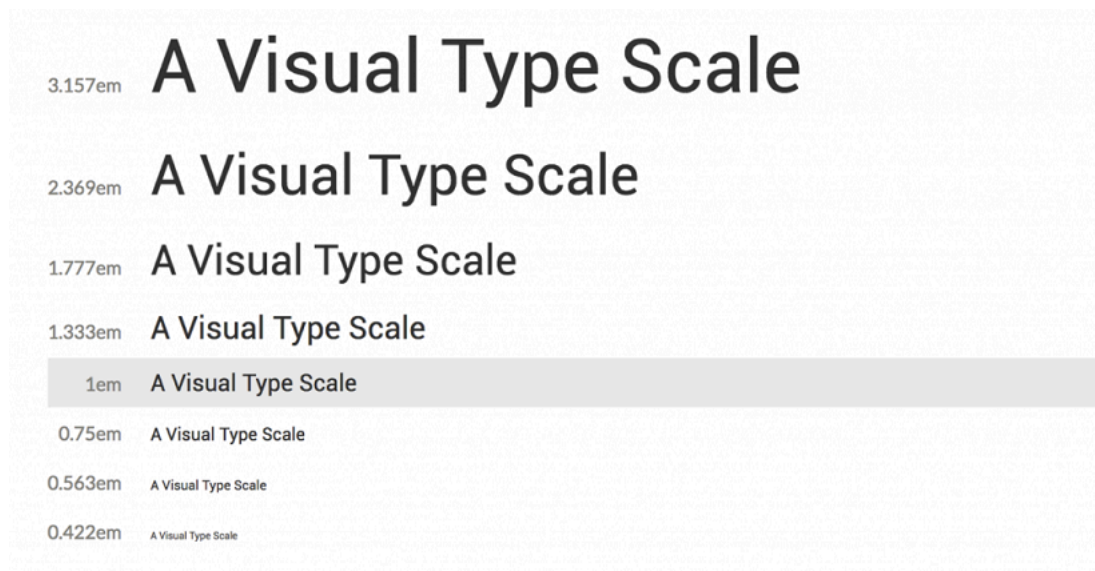 3.157em A Visual Type Scale
2.369em A Visual Type Scale
1.777em A Visual Type Scale
1.333em A Visual Type Scale
1em A Visual Type Scale
0.75em A Visual Type Scale
0.563em A Visual Type Scale
0.422em A Visual Type Scale